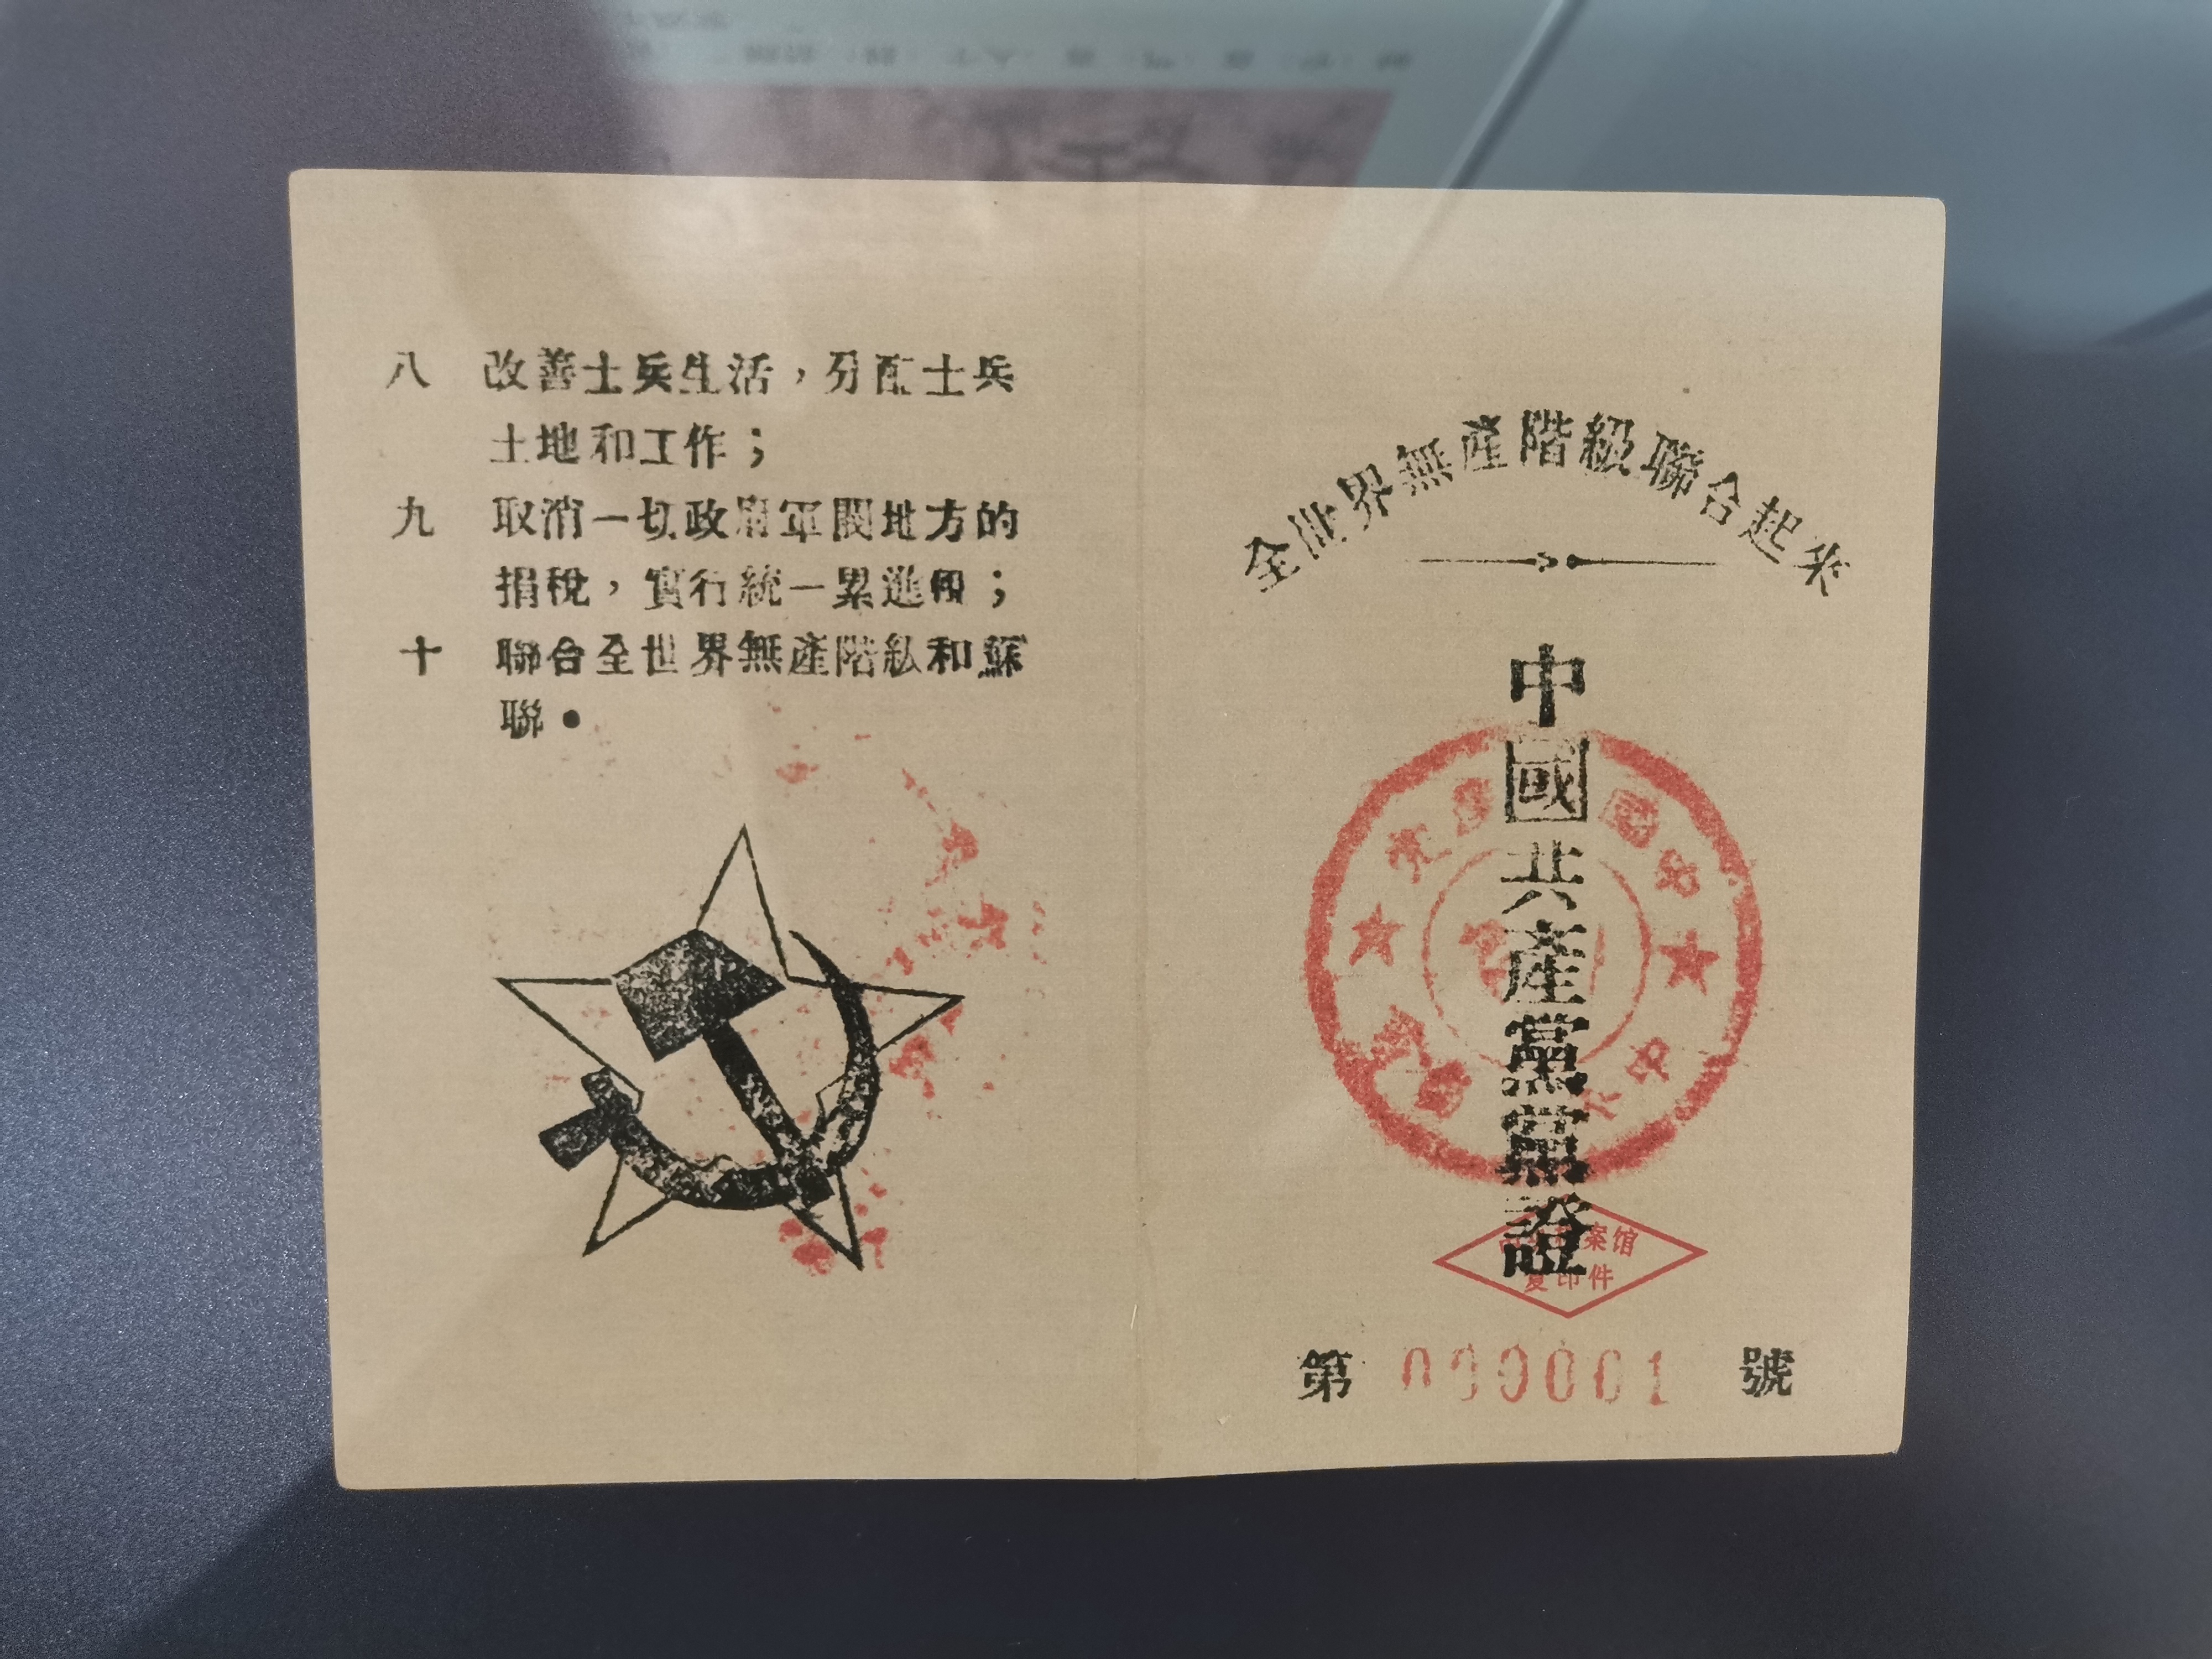 八 改善士兵生活，分配士兵
土地和工作；
九 取消一切政府軍閥地方的
捐稅，實行統一累進稅；
十 聯合全世界無產階級和蘇
聯●
全世界無產階級聯合起來
中國共產黨黨證
案馆
复印件
第 000001 號